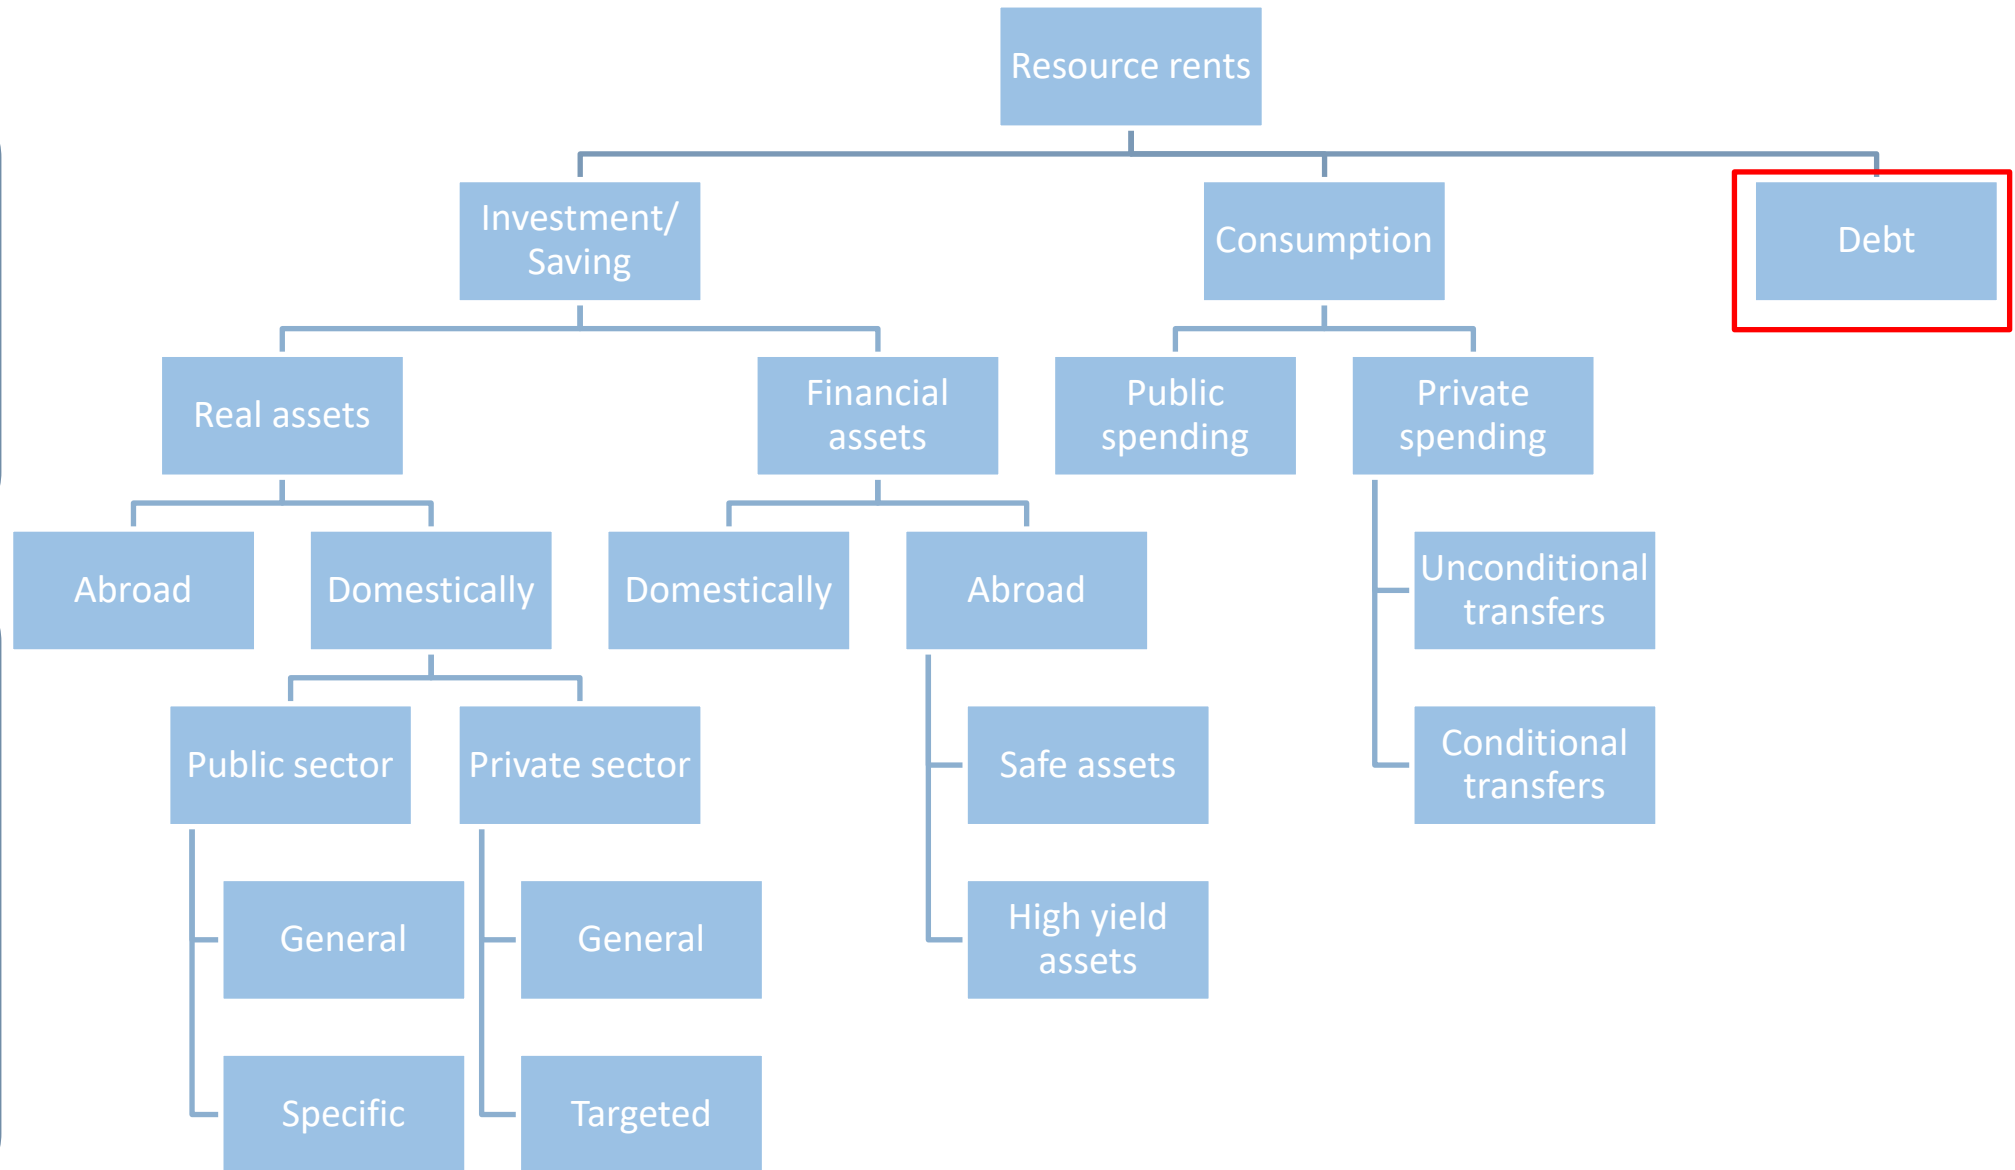 Resource rents
Investment/
Saving
Consumption
Debt
Real assets
Financial
assets
Public
spending
Private
spending
Abroad
Domestically
Domestically
Abroad
Unconditional
transfers
Public sector
Private sector
Safe assets
Conditional
transfers
General
General
High yield
assets
Specific
Targeted